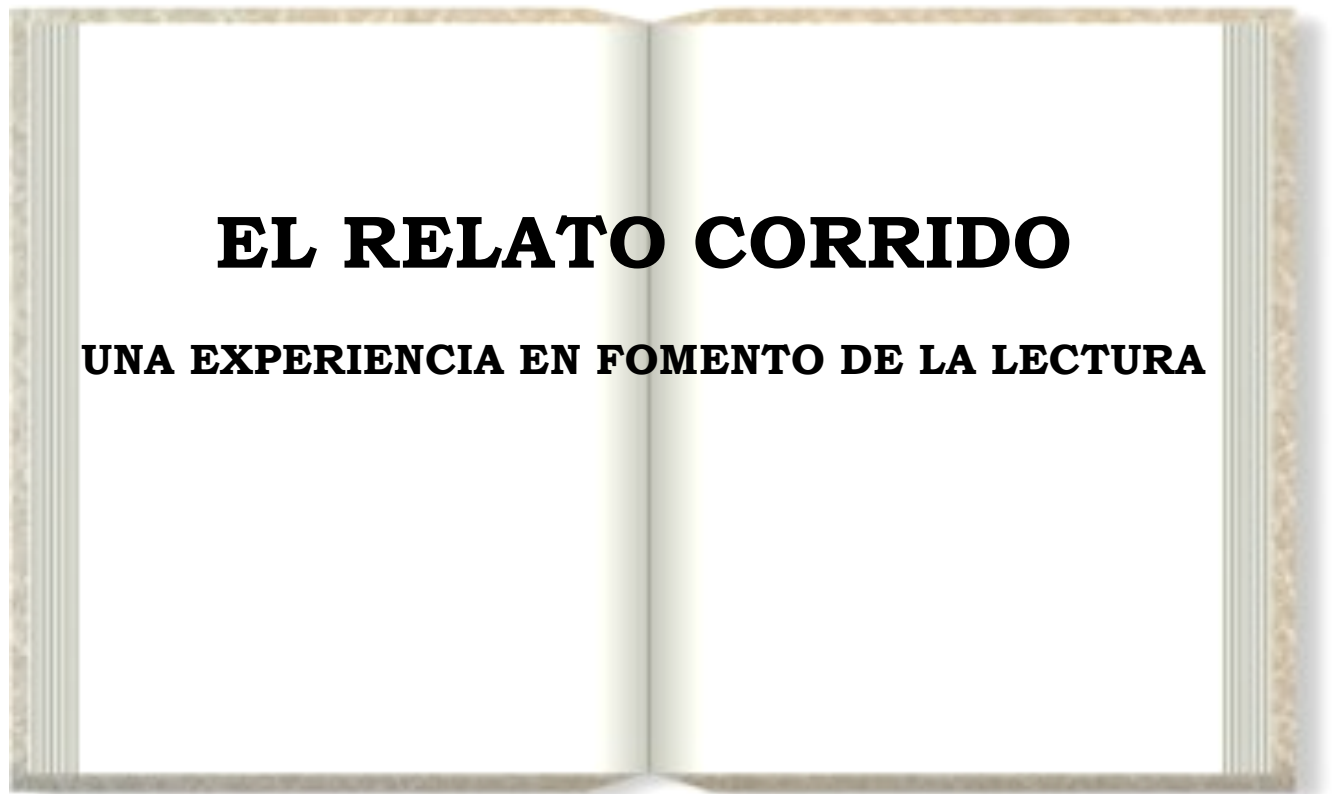 EL RELATO CORRIDO
UNA EXPERIENCIA EN FOMENTO DE LA LECTURA